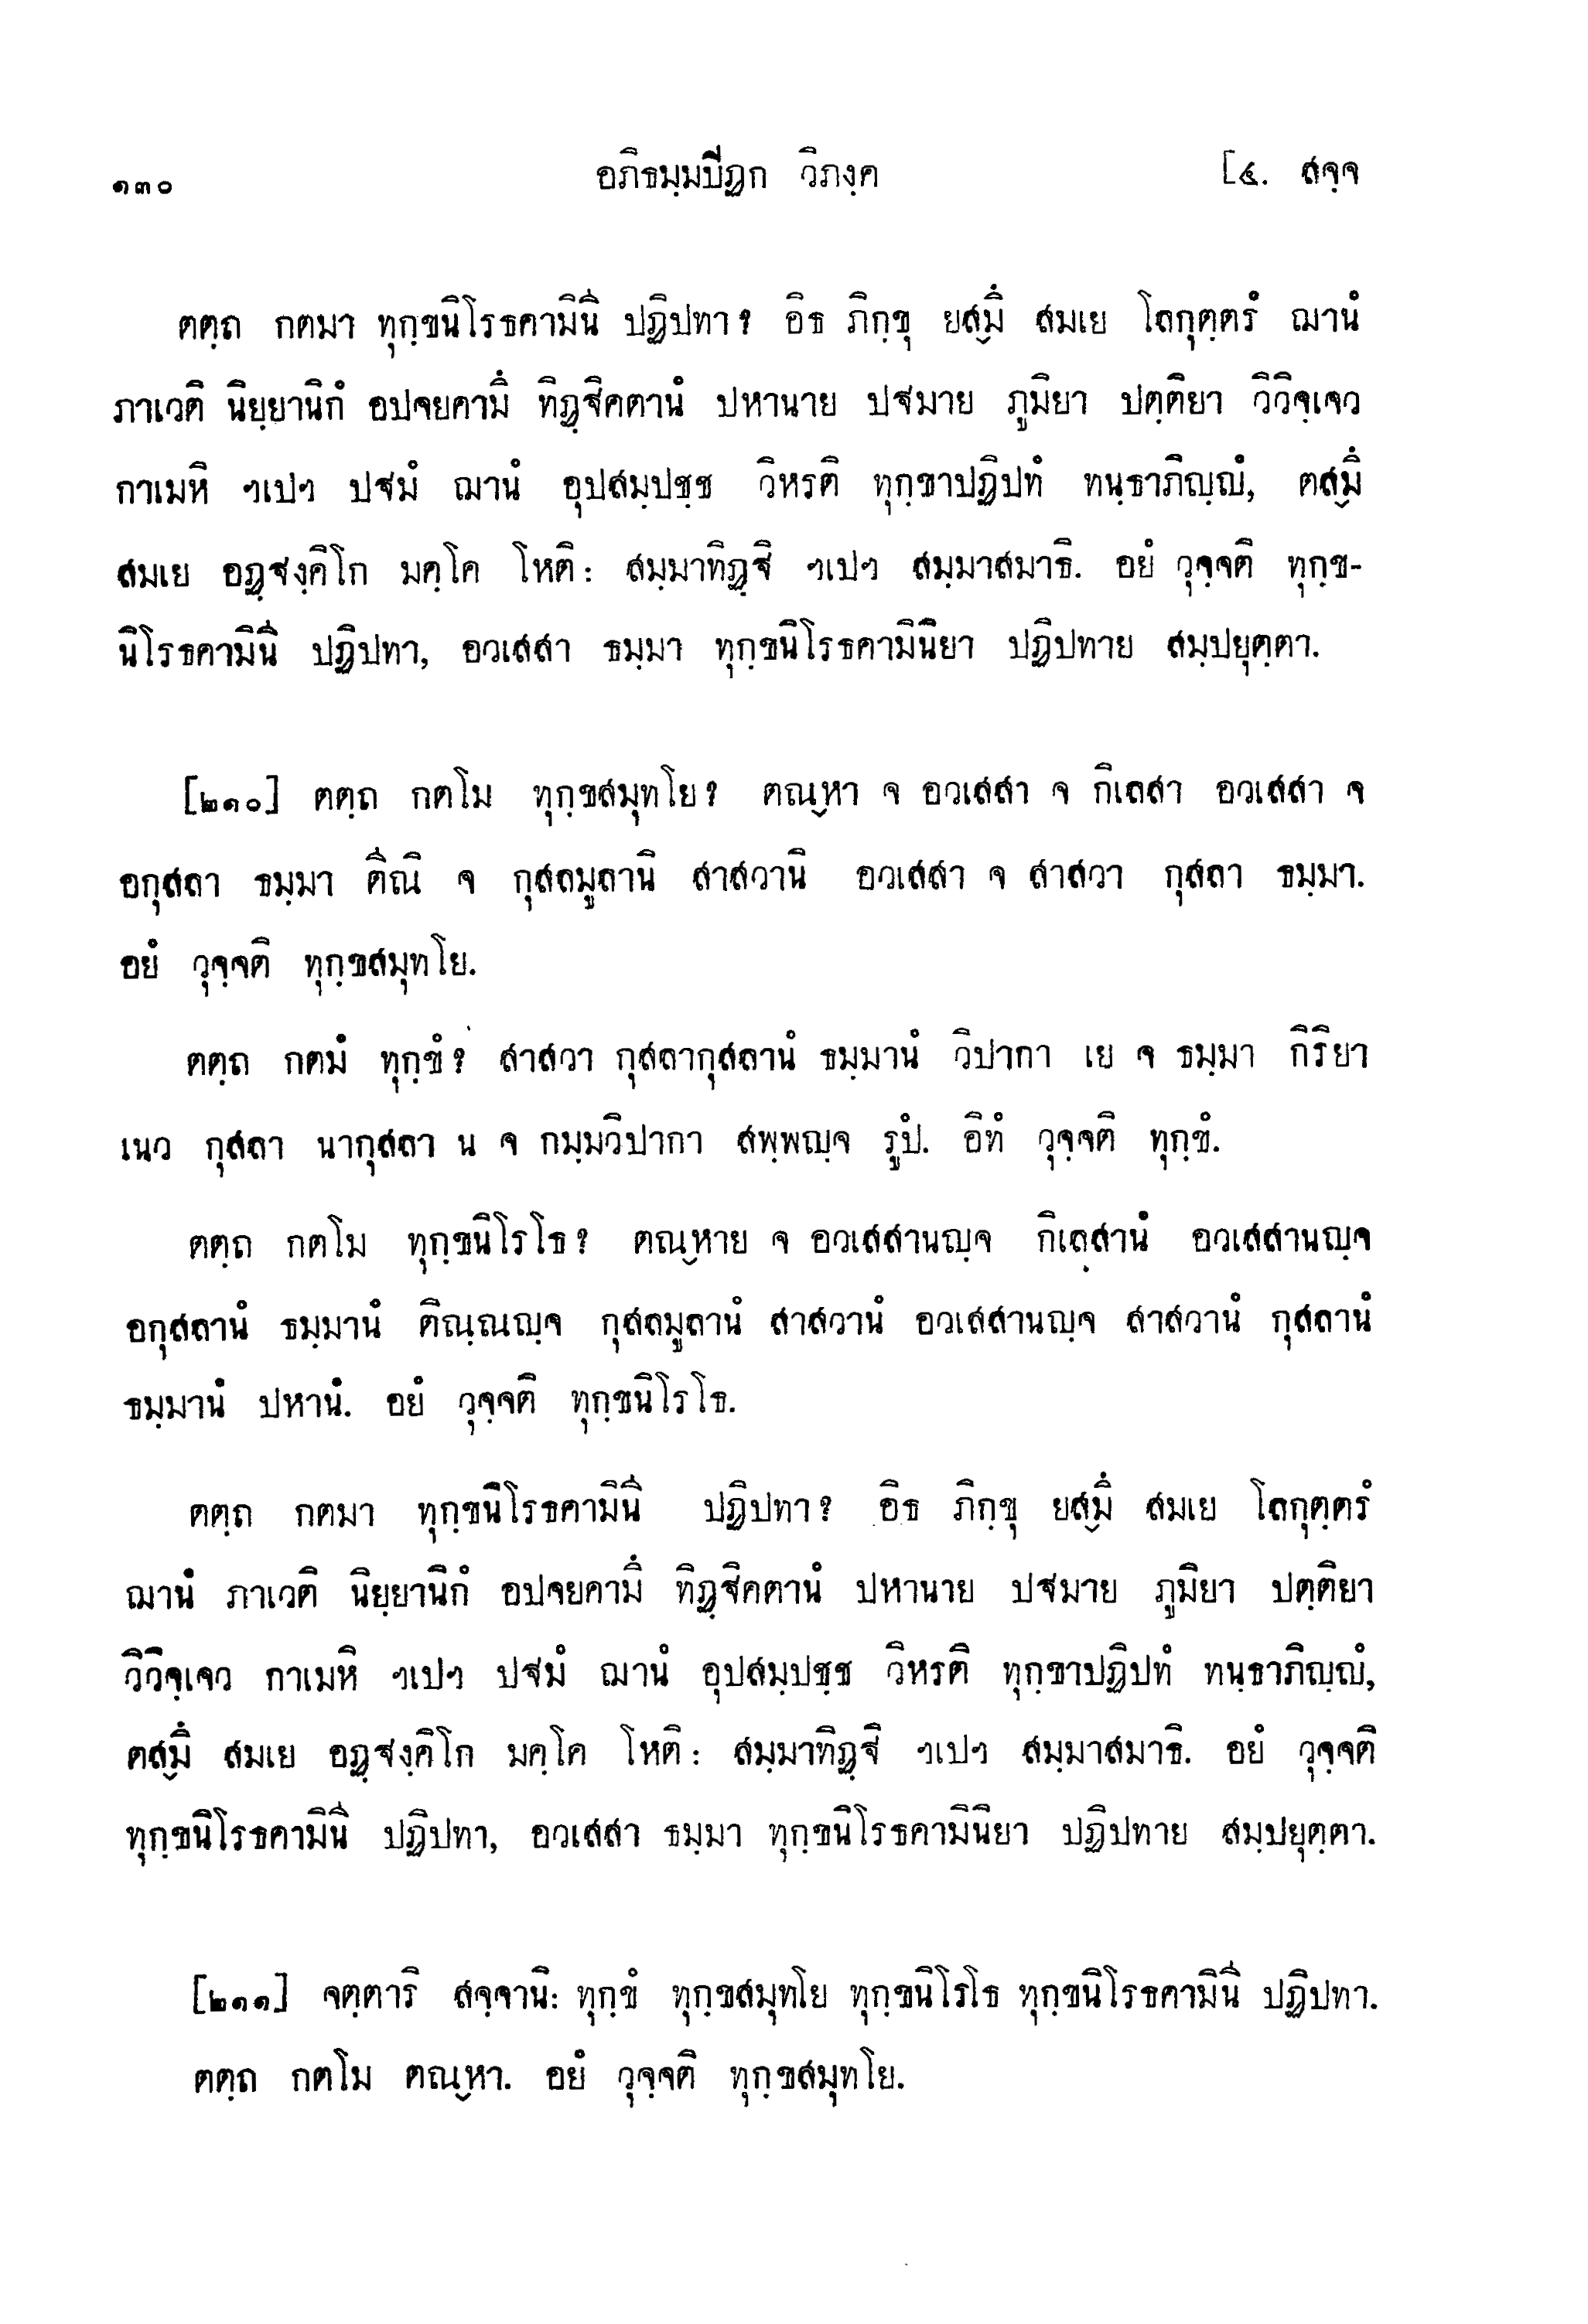 ๑๓๐ อภิธมฺมปีฏก วิภงฺค [๔. สจฺจ
ตตฺถ กตมา ทุกฺขนิโรธคามินี ปฏิปทา? อิธ ภิกฺขุ ยสฺมึ สมเย โลกุตฺตรํ ฌานํ
ภาเวติ นิยฺยานิกํ อปจยคามึ ทิฏฺฐิคตานํ ปหานาย ปฐมาย ภูมิยา ปตฺติยา วิวิจฺเจว
กาเมหิ ฯเปฯ ปฐมํ ฌานํ อุปสมฺปชฺช วิหรติ ทุกฺขาปฏิปทํ ทนฺธาภิญฺญํ, ตสฺมึ
สมเย อฏฺฐงฺคิโก มคฺโค โหติ: สมฺมาทิฏฺฐิ ฯเปฯ สมฺมาสมาธิ. อยํ วุจฺจติ ทุกฺข-
นิโรธคามินี ปฏิปทา, อวเสสา ธมฺมา ทุกฺขนิโรธคามินิยา ปฏิปทาย สมฺปยุตฺตา.
[๒๑๐] ตตฺถ กตโม ทุกฺขสมุทโย? ตณฺหา จ อวเสสา จ กิเลสา อวเสสา จ
อกุสลา ธมฺมา ตีณิ จ กุสลมูลานิ สาสวานิ อวเสสา จ สาสวา กุสลา ธมฺมา.
อยํ วุจฺจติ ทุกฺขสมุทโย.
ตตฺถ กตมํ ทุกฺขํ? สาสวา กุสลากุสลานํ ธมฺมานํ วิปากา เย จ ธมฺมา กิริยา
เนว กุสลา นากุสลา น จ กมฺมวิปากา สพฺพญฺจ รูปํ. อิทํ วุจฺจติ ทุกฺขํ.
ตตฺถ กตโม ทุกฺขนิโรโธ? ตณฺหาย จ อวเสสานญฺจ กิเลสานํ อวเสสานญฺจ
อกุสลานํ ธมฺมานํ ติณฺณญฺจ กุสลมูลานํ สาสวานํ อวเสสานญฺจ สาสวานํ กุสลานํ
ธมฺมานํ ปหานํ. อยํ วุจฺจติ ทุกฺขนิโรโธ.
ตตฺถ กตมา ทุกฺขนิโรธคามินี ปฏิปทา? อิธ ภิกฺขุ ยสฺมึ สมเย โลกุตฺตรํ
ฌานํ ภาเวติ นิยฺยานิกํ อปจยคามึ ทิฏฺฐิคตานํ ปหานาย ปฐมาย ภูมิยา ปตฺติยา
วิวิจฺเจว กาเมหิ ฯเปฯ ปฐมํ ฌานํ อุปสมฺปชฺช วิหรติ ทุกฺขาปฏิปทํ ทนฺธาภิญฺญํ,
ตสฺมึ สมเย อฏฺฐงฺคิโก มคฺโค โหติ: สมฺมาทิฏฺฐิ ฯเปฯ สมฺมาสมาธิ. อยํ วุจฺจติ
ทุกฺขนิโรธคามินี ปฏิปทา, อวเสสา ธมฺมา ทุกฺขนิโรธคามินิยา ปฏิปทาย สมฺปยุตฺตา.
[๒๑๑] จตฺตาริ สจฺจานิ: ทุกฺขํ ทุกฺขสมุทโย ทุกฺขนิโรโธ ทุกฺขนิโรธคามินี ปฏิปทา.
ตตฺถ กตโม ตณฺหา. อยํ วุจฺจติ ทุกฺขสมุทโย.